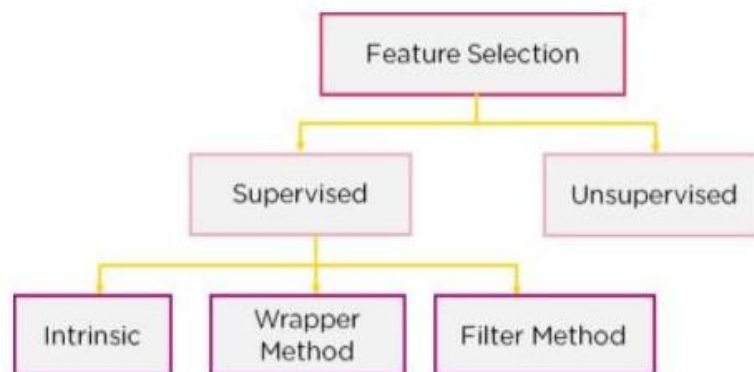 Feature Selection
Supervised
Unsupervised
Intrinsic
Wrapper
Method
Filter Method